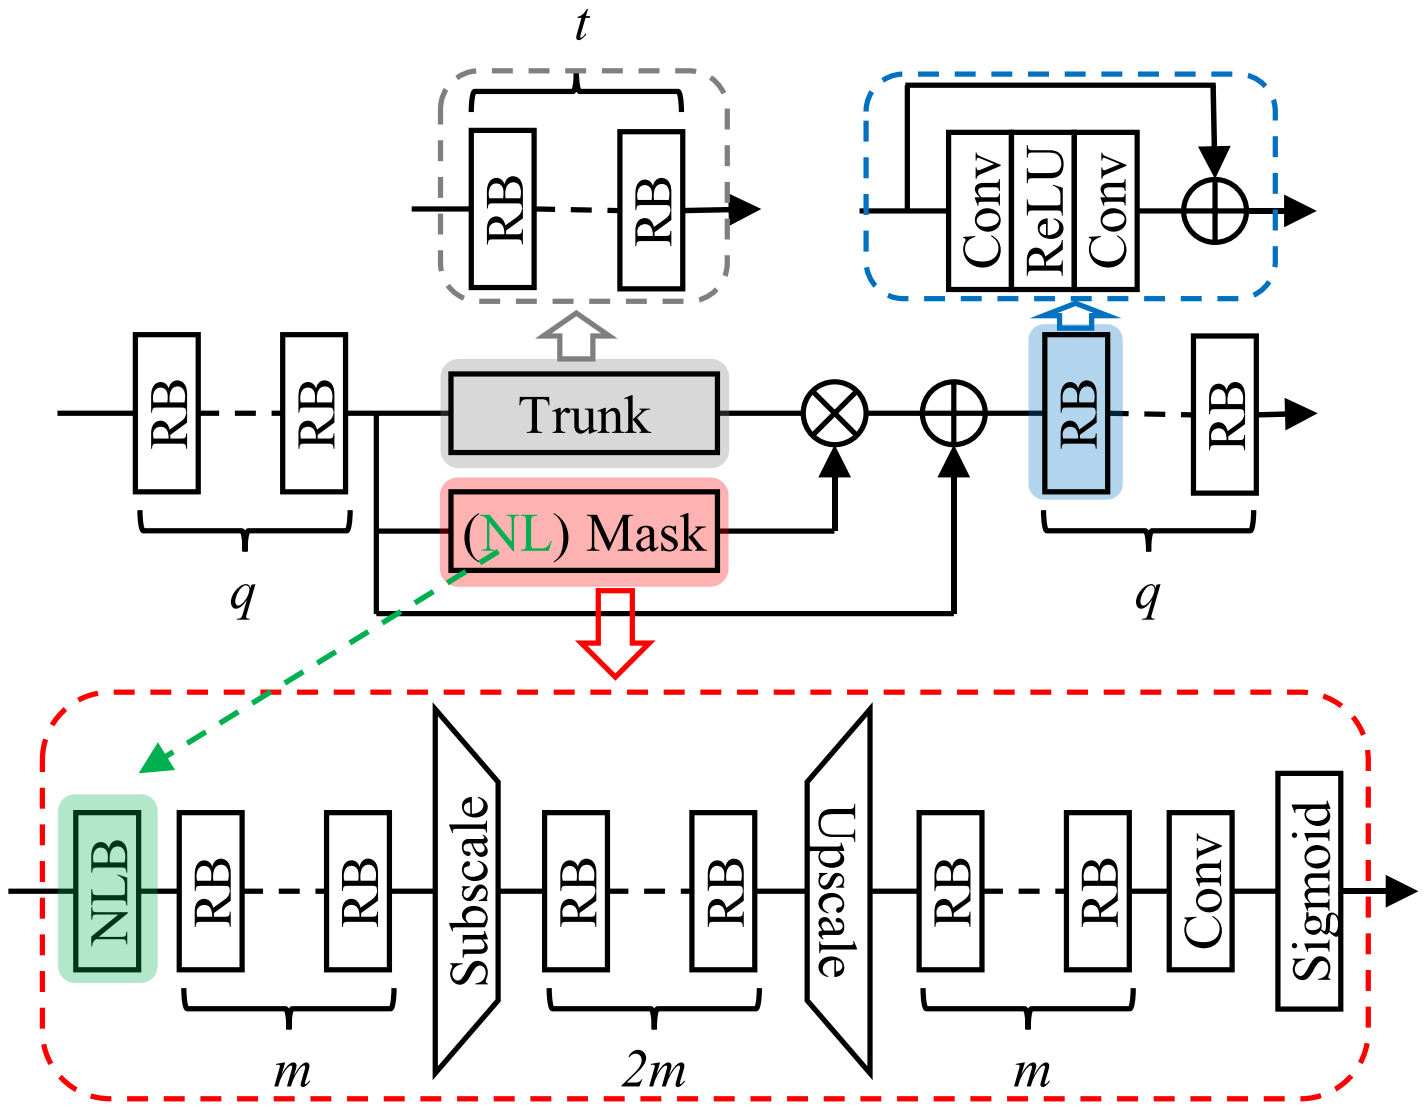 t
RB
RB
Conv
ReLU
Conv
RB
RB
Trunk
RB
RB
(NL) Mask
q
q
NLB
RB
RB
Subscale
RB
RB
Upscale
RB
RB
Conv
Sigmoid
m
2m
m